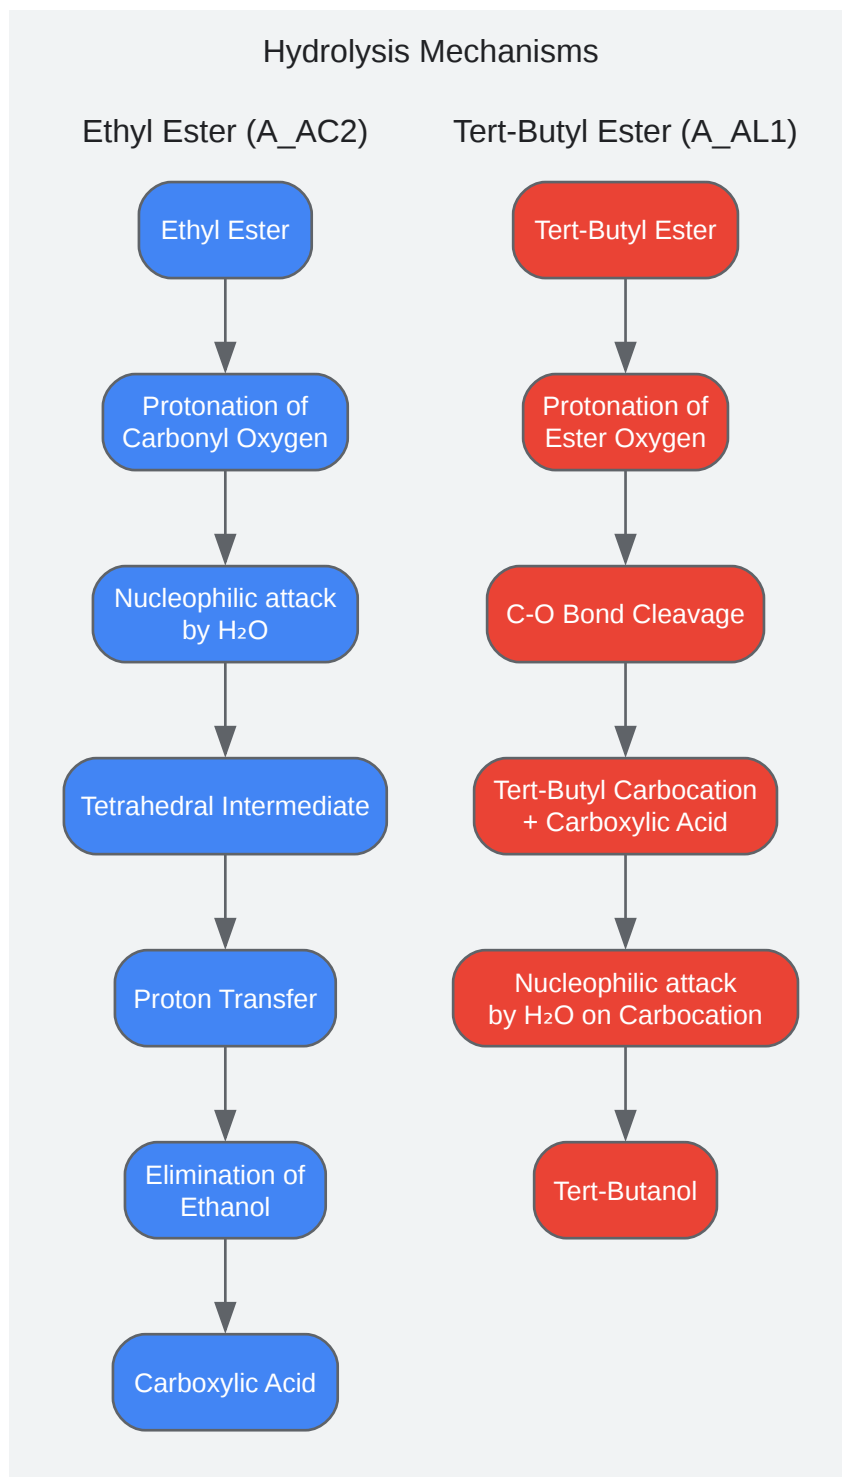 Hydrolysis Mechanisms
Ethyl Ester (A_AC2)
Ethyl Ester
Protonation of
Carbonyl Oxygen
Nucleophilic attack
by H₂O
Tetrahedral Intermediate
Proton Transfer
Elimination of
Ethanol
Carboxylic Acid
Tert-Butyl Ester (A_AL1)
Tert-Butyl Ester
Protonation of
Ester Oxygen
C-O Bond Cleavage
Tert-Butyl Carbocation
+ Carboxylic Acid
Nucleophilic attack
by H₂O on Carbocation
Tert-Butanol